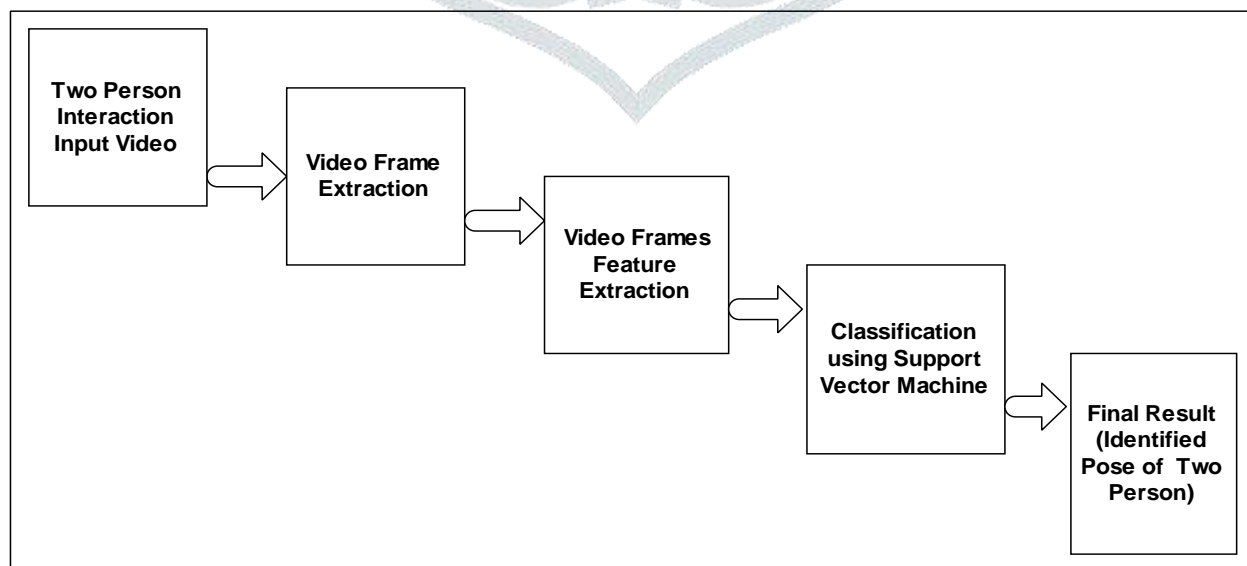 Two Person
Interaction
Input Video
Video Frame
Extraction
Video Frames
Feature
Extraction
Classification
using Support
Vector Machine
Final Result
(Identified
Pose of Two
Person)